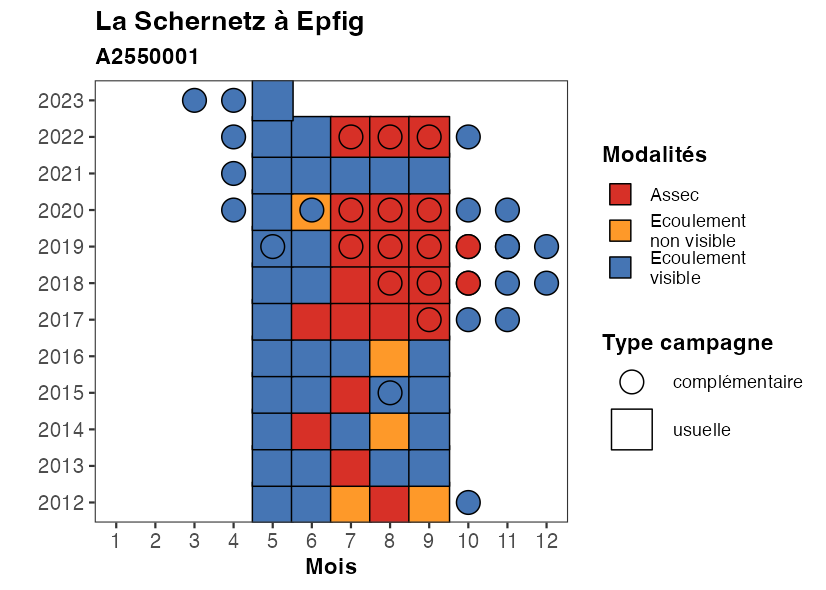 La Schernetz à Epfig
A2550001
2023
2022
2021
2020
2019
2018
2017
2016
2015
2014
2013
2012
1 2 3 4 5 6 7 8 9 10 11 12
Mois
Modalités
Assec
Ecoulement
non visible
Ecoulement
visible
Type campagne
complémentaire
usuelle